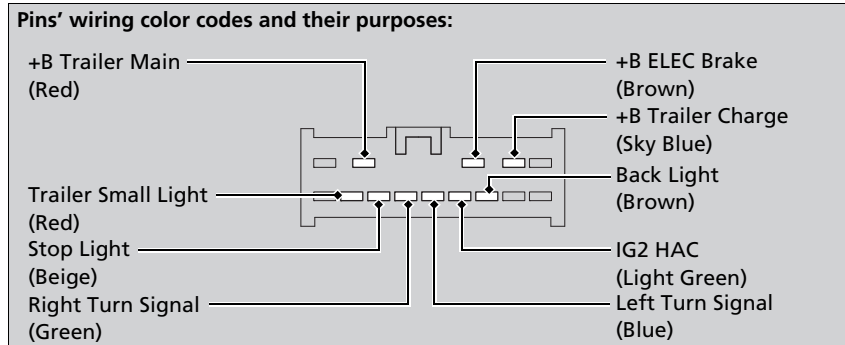 Pins’ wiring color codes and their purposes:
+B Trailer Main
(Red)
Trailer Small Light
(Red)
Stop Light
(Beige)
Right Turn Signal
(Green)
+B ELEC Brake
(Brown)
+B Trailer Charge
(Sky Blue)
Back Light
(Brown)
IG2 HAC
(Light Green)
Left Turn Signal
(Blue)